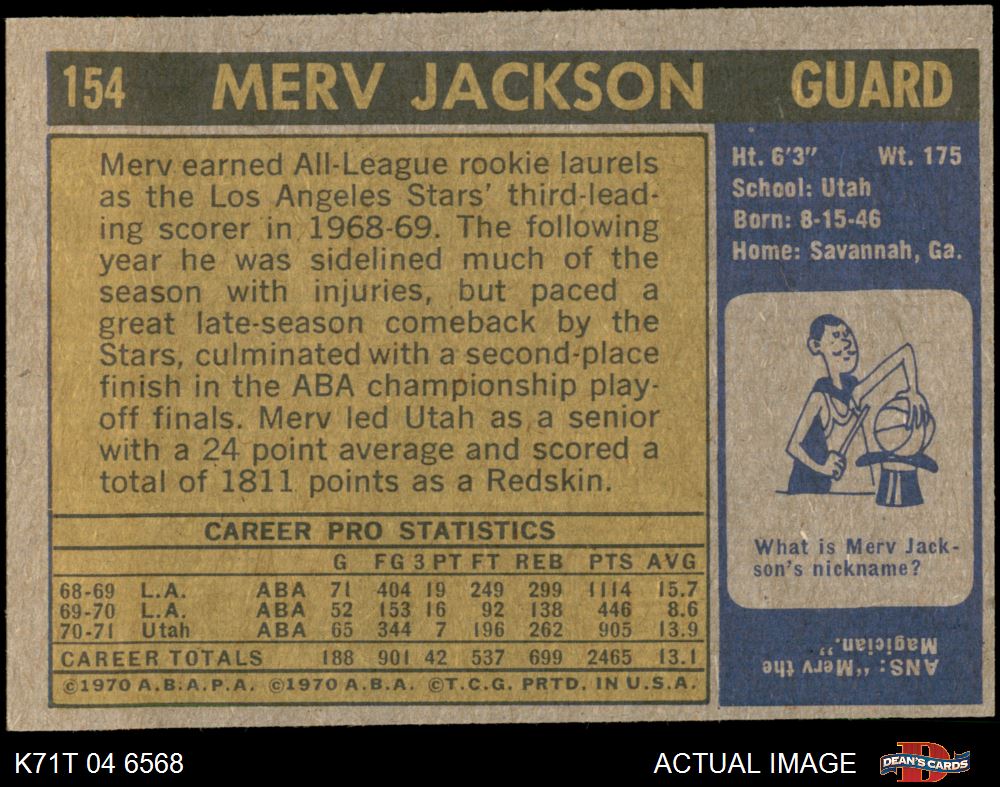 154 MERV JACKSON GUARD
Merv earned All-League rookie laurels
as the Los Angeles Stars' third-lead-
ing scorer in 1968-69. The following
year he was sidelined much of the
season with injuries, but paced a
great late-season comeback by the
Stars, culminated with a second-place
finish in the ABA championship play-
off finals. Merv led Utah as a senior
with a 24 point average and scored a
total of 1811 points as a Redskin.
CAREER PRO STATISTICS
G FG 3 PT FT REB PTS AVG
68-69 L.A. ABA 71 404 19 249 299 1114 15.7
69-70 L.A. ABA 52 153 16 92 138 446 8.6
70-71 Utah ABA 65 344 7 196 262 905 13.9
CAREER TOTALS 188 901 42 537 699 2465 13.1
©1970 A.B.A.P.A. ©1970 A.B.A. ©T.C.G. PRTD. IN U.S.A.
Ht. 6'3" Wt. 175
School: Utah
Born: 8-15-46
Home: Savannah, Ga.
What is Merv Jack-
son's nickname?
ANS: "Merv the
Magician."
K71T 04 6568
ACTUAL IMAGE
D
DEAN'S CARDS